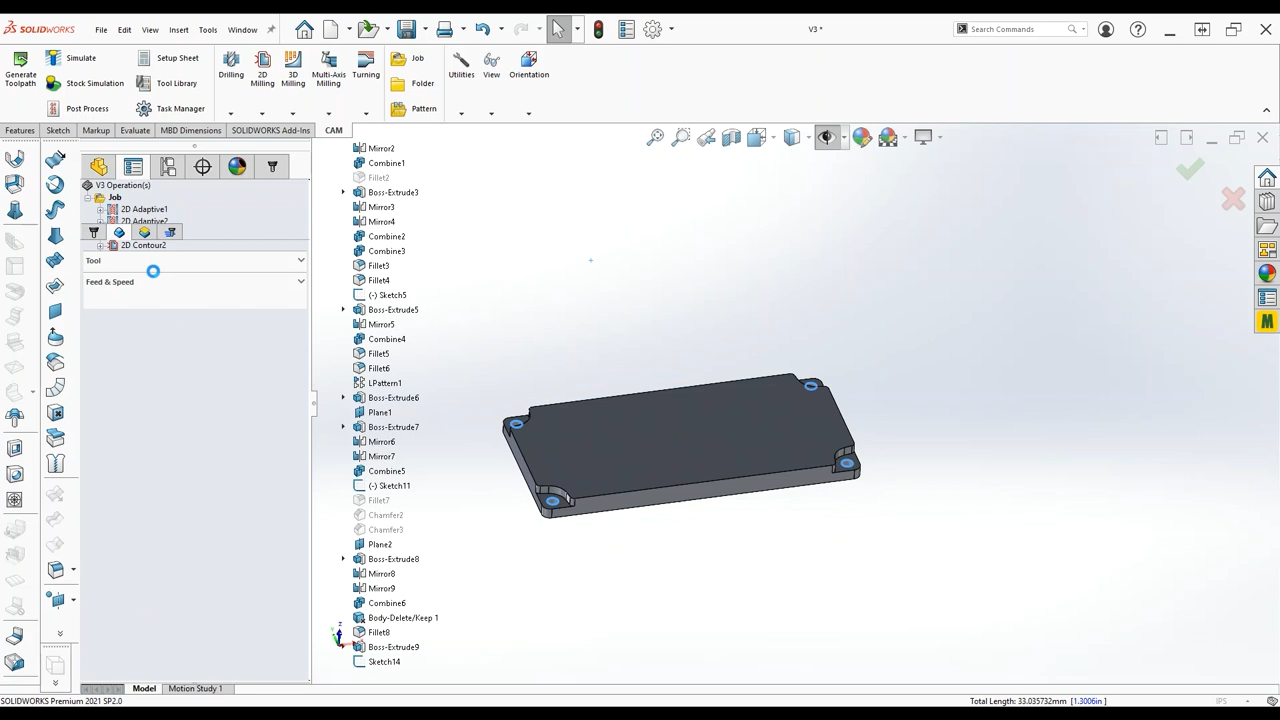 SOLIDWORKS
File
Edit
View
Insert
Tools
Window
V3 *
Search Commands
Generate
Toolpath
Simulate
Stock Simulation
Post Process
Setup Sheet
Tool Library
Task Manager
Drilling
2D
Milling
3D
Milling
Multi-Axis
Milling
Turning
Job
Folder
Pattern
Utilities
View
Orientation
Features
Sketch
Markup
Evaluate
MBD Dimensions
SOLIDWORKS Add-Ins
CAM
V3 Operation(s)
Job
2D Adaptive1
2D Adaptive2
2D Contour2
Tool
Feed & Speed
Mirror2
Combine1
Fillet2
Boss-Extrude3
Mirror3
Mirror4
Combine2
Combine3
Fillet3
Fillet4
(-) Sketch5
Boss-Extrude5
Mirror5
Combine4
Fillet5
Fillet6
LPattern1
Boss-Extrude6
Plane1
Boss-Extrude7
Mirror6
Mirror7
Combine5
(-) Sketch11
Fillet7
Chamfer2
Chamfer3
Plane2
Boss-Extrude8
Mirror8
Mirror9
Combine6
Body-Delete/Keep 1
Fillet8
Boss-Extrude9
Sketch14
Z
M
Model
Motion Study 1
SOLIDWORKS Premium 2021 SP2.0
Total Length: 33.035732mm [1.3006in]
IPS